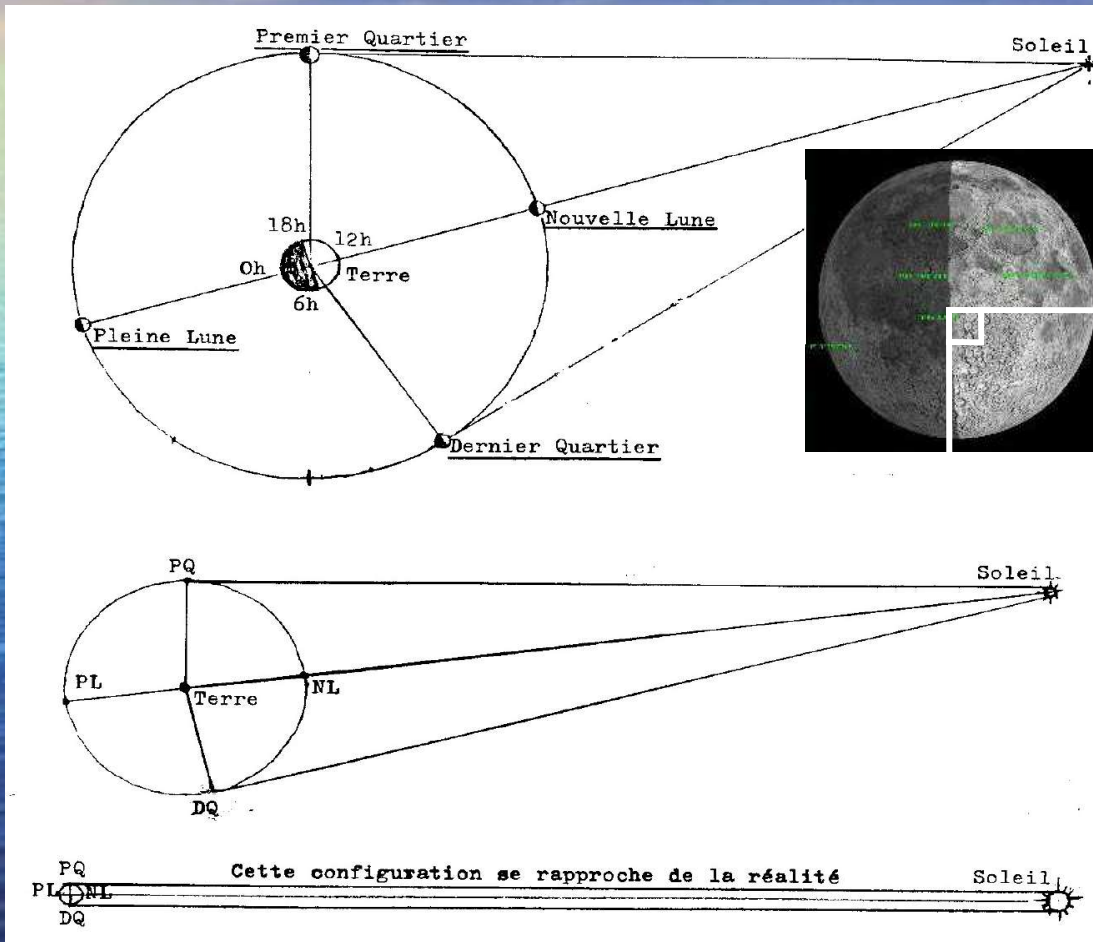 Premier Quartier
Soleil
Nouvelle Lune
18h
12h
0h
Terre
6h
Pleine Lune
Dernier Quartier
PQ
Soleil
PL
Terre
NL
DQ
PQ
Cette configuration se rapproche de la réalité
Soleil
PL NL
DQ